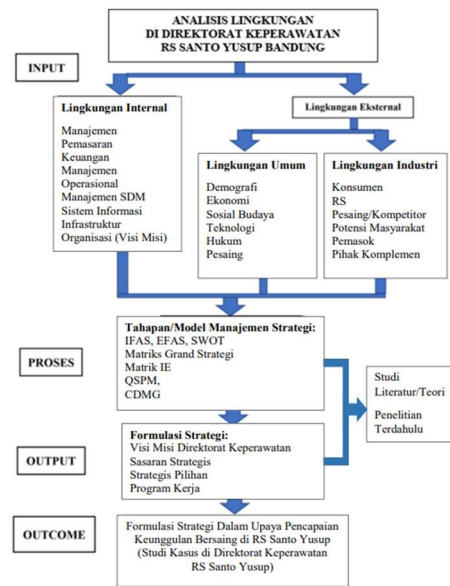 ANALISIS LINGKUNGAN
DI DIREKTORAT KEPERAWATAN
RS SANTO YUSUP BANDUNG
INPUT
Lingkungan Internal
Manajemen
Pemasaran
Keuangan
Manajemen
Operasional
Manajemen SDM
Sistem Informasi
Infrastruktur
Organisasi (Visi Misi)
Lingkungan Eksternal
Lingkungan Umum
Demografi
Ekonomi
Sosial Budaya
Teknologi
Hukum
Pesaing
Lingkungan Industri
Konsumen
RS
Pesaing/Kompetitor
Potensi Masyarakat
Pemasok
Pihak Komplemen
PROSES
Tahapan/Model Manajemen Strategi:
IFAS, EFAS, SWOT
Matriks Grand Strategi
Matrik IE
QSPM,
CDMG
Studi
Literatur/Teori
Penelitian
Terdahulu
OUTPUT
Formulasi Strategi:
Visi Misi Direktorat Keperawatan
Sasaran Strategis
Strategis Pilihan
Program Kerja
OUTCOME
Formulasi Strategi Dalam Upaya Pencapaian
Keunggulan Bersaing di RS Santo Yusup
(Studi Kasus di Direktorat Keperawatan
RS Santo Yusup)